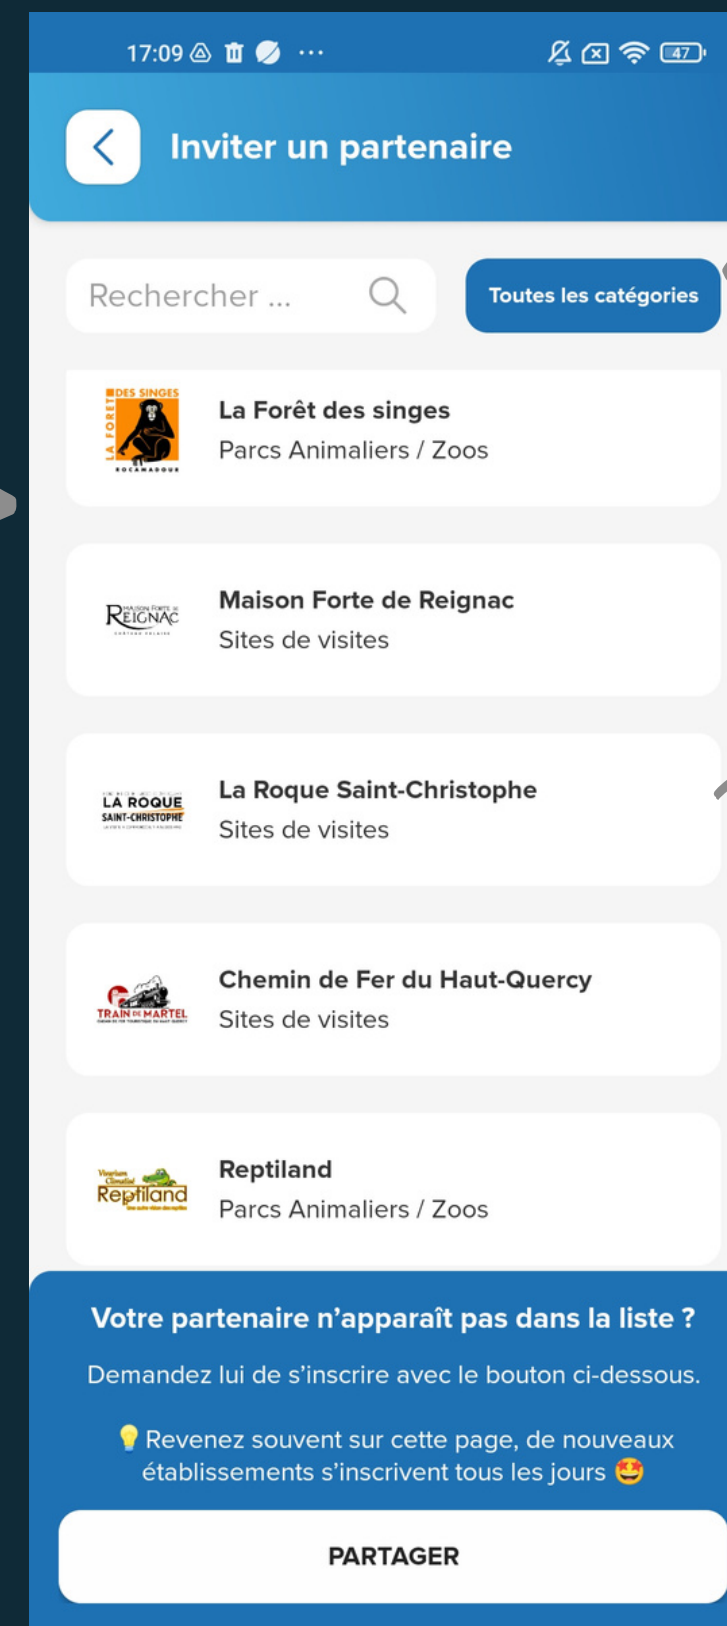 17:09
47
Inviter un partenaire
Rechercher ...
Toutes les catégories
DES SINGES
LA FORET
ROCAMADOUR
La Forêt des singes
Parcs Animaliers / Zoos
REIGNAC
Maison Forte de Reignac
Sites de visites
LA ROQUE
SAINT-CHRISTOPHE
La Roque Saint-Christophe
Sites de visites
TRAIN DE MARTEL
Chemin de Fer du Haut-Quercy
Sites de visites
Vivarium
Climatisé
Reptiland
Reptiland
Parcs Animaliers / Zoos
Votre partenaire n’apparaît pas dans la liste ?
Demandez lui de s’inscrire avec le bouton ci-dessous.
💡Revenez souvent sur cette page, de nouveaux
établissements s’inscrivent tous les jours 🤩
PARTAGER